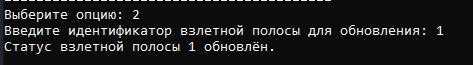 Выберите опцию: 2
Введите идентификатор взлетной полосы для обновления: 1
Статус взлетной полосы 1 обновлён.